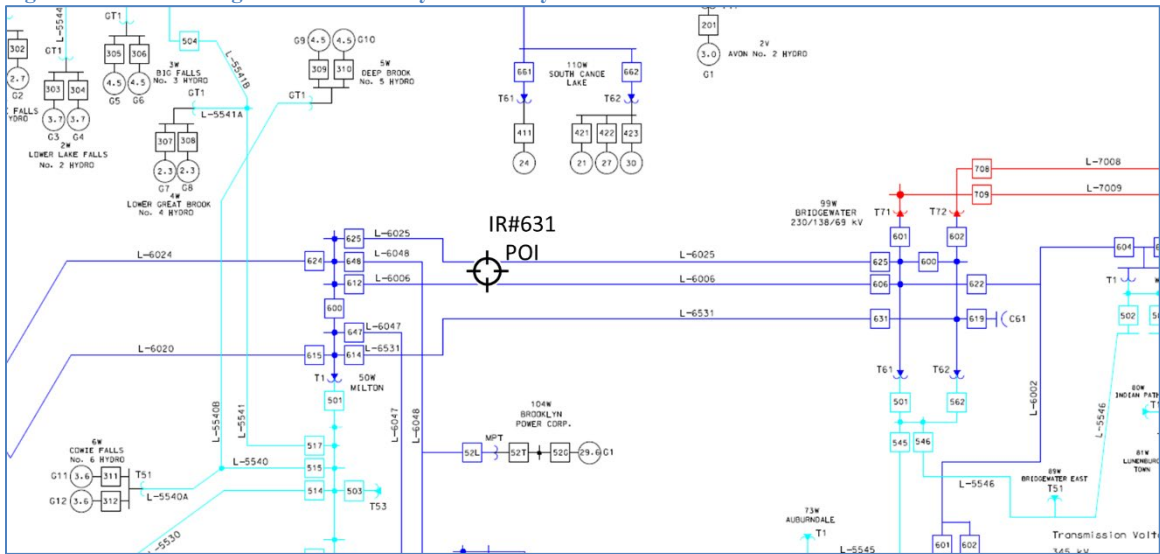 GT1
L-5544
GT1
302
2.7
G2
FALLS
HYDRO
303
304
3.7
3.7
G3
G4
2W
LOWER LAKE FALLS
No. 2 HYDRO
305
306
4.5
4.5
G5
G6
3W
BIG FALLS
No. 3 HYDRO
504
L-5541B
GT1
L-5541A
307
308
2.3
2.3
G7
G8
4W
LOWER GREAT BROOK
No. 4 HYDRO
G9
4.5
4.5
G10
309
310
5W
DEEP BROOK
No. 5 HYDRO
GT1
661
110W
SOUTH CANOE
LAKE
662
T61
T62
411
421
422
423
24
21
27
30
201
3.0
G1
2V
AVON No. 2 HYDRO
IR#631
POI
99W
BRIDGEWATER
230/138/69 kV
T71
T72
708
709
L-7008
L-7009
601
602
625
L-6025
L-6024
624
648
L-6048
612
L-6006
L-6025
L-6006
625
600
606
622
604
T1
600
647
L-6047
L-6020
615
614
L-6531
L-6531
631
619
C61
T1
50W
MILTON
501
L-6047
L-6048
L-5540B
L-5541
T61
T62
501
562
545
546
L-6002
L-5546
502
80W
INDIAN PATH
81W
LUNENBURG
TOWN
104W
BROOKLYN
POWER CORP.
MPT
52L
52T
52G
29.6
G1
6W
COWIE FALLS
No. 6 HYDRO
G11
3.6
311
T51
G12
3.6
312
L-5540A
L-5540
517
515
514
503
T53
L-5530
L-5546
89W
BRIDGEWATER EAST
T51
73W
AUBURNDALE
T1
L-5545
601
602
Transmission Volt
345 kV